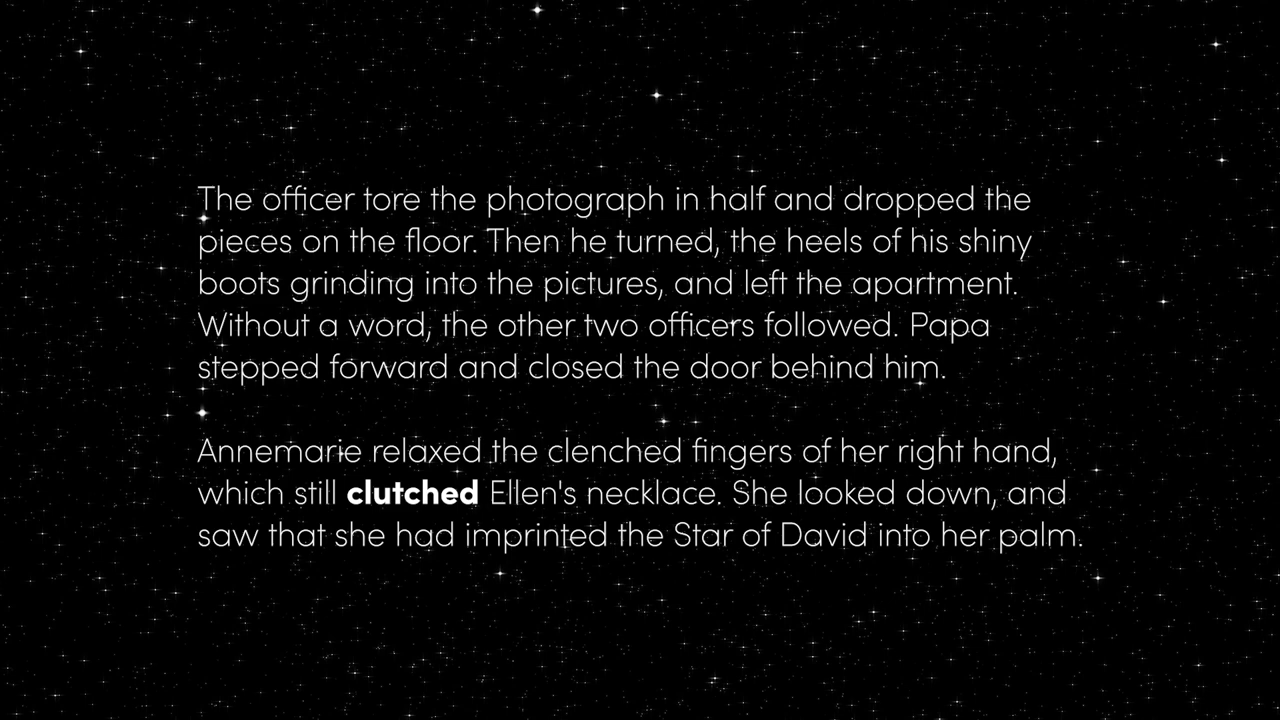 The officer tore the photograph in half and dropped the
pieces on the floor. Then he turned, the heels of his shiny
boots grinding into the pictures, and left the apartment.
Without a word, the other two officers followed. Papa
stepped forward and closed the door behind him.
Annemarie relaxed the clenched fingers of her right hand,
which still clutched Ellen's necklace. She looked down, and
saw that she had imprinted the Star of David into her palm.